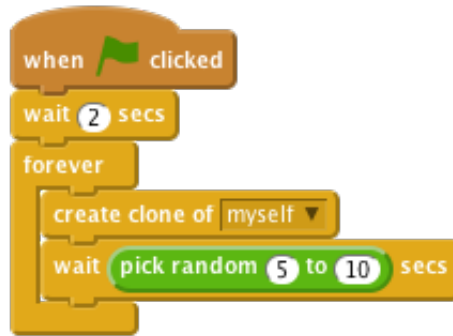 when clicked
wait 2 secs
forever
create clone of myself
wait pick random 5 to 10 secs